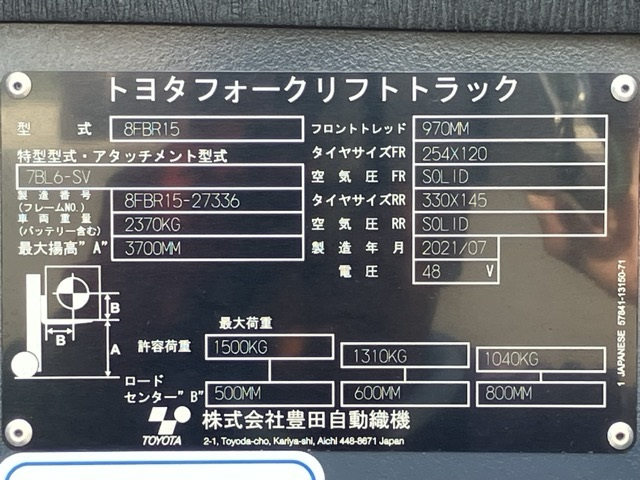 トヨタフォークリフトトラック
型式 8FBR15
特型型式・アタッチメント型式
7BL6-SV
製造番号
(フレームNO.) 8FBR15-27336
車両重量
(バッテリー含む) 2370KG
最大揚高"A" 3700MM
フロントトレッド 970MM
タイヤサイズFR 254X120
空気圧FR SOLID
タイヤサイズRR 330X145
空気圧RR SOLID
製造年月 2021/07
電圧 48 V
B
B
A
最大荷重
許容荷重 1500KG 1310KG 1040KG
ロード
センター"B" 500MM 600MM 800MM
TOYOTA
株式会社豊田自動織機
2-1, Toyoda-cho, Kariya-shi, Aichi 448-8671 Japan
1 JAPANESE 57841-13150-71